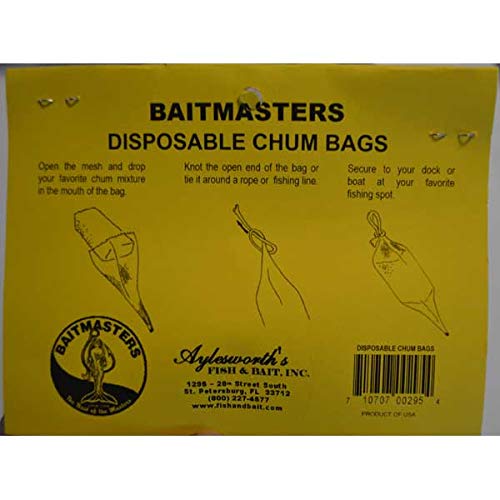 BAITMASTERS
DISPOSABLE CHUM BAGS
Open the mesh and drop
your favorite chum mixture
in the mouth of the bag.
Knot the open end of the bag or
tie it around a rope or fishing line.
Secure to your dock or
boat at your favorite
fishing spot.
BAITMASTERS
The Bait of the Masters
Aylesworth's
FISH & BAIT, INC.
1295 - 28th Street South
St. Petersburg, FL 33712
(800) 227-4577
www.fishandbait.com
DISPOSABLE CHUM BAGS
7 10707 00295 4
PRODUCT OF USA